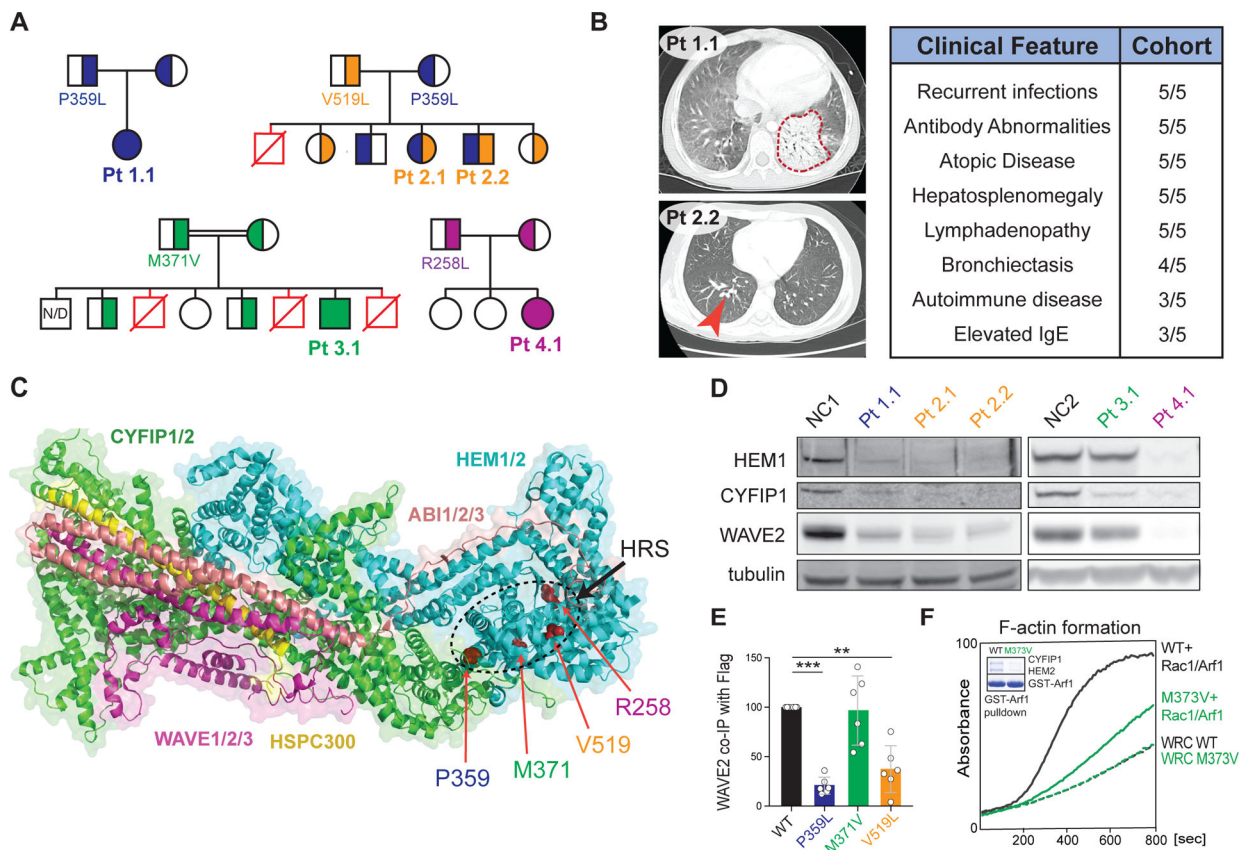 A
P359L
Pt 1.1
V519L
P359L
Pt 2.1
Pt 2.2
M371V
N/D
Pt 3.1
R258L
Pt 4.1
B
Pt 1.1
Pt 2.2
Clinical Feature Cohort
Recurrent infections 5/5
Antibody Abnormalities 5/5
Atopic Disease 5/5
Hepatosplenomegaly 5/5
Lymphadenopathy 5/5
Bronchiectasis 4/5
Autoimmune disease 3/5
Elevated IgE 3/5
C
CYFIP1/2
HEM1/2
ABI1/2/3
HRS
R258
V519
M371
P359
WAVE1/2/3
HSPC300
D
NC1 Pt 1.1 Pt 2.1 Pt 2.2 NC2 Pt 3.1 Pt 4.1
HEM1
CYFIP1
WAVE2
tubulin
E
WAVE2 co-IP with Flag
150
100
50
0
***
**
WT P359L M371V V519L
F
F-actin formation
Absorbance
100
0
WT M373V
CYFIP1
HEM2
GST-Arf1
GST-Arf1
pulldown
WT+
Rac1/Arf1
M373V+
Rac1/Arf1
WRC WT
WRC M373V
200 400 600 800 [sec]